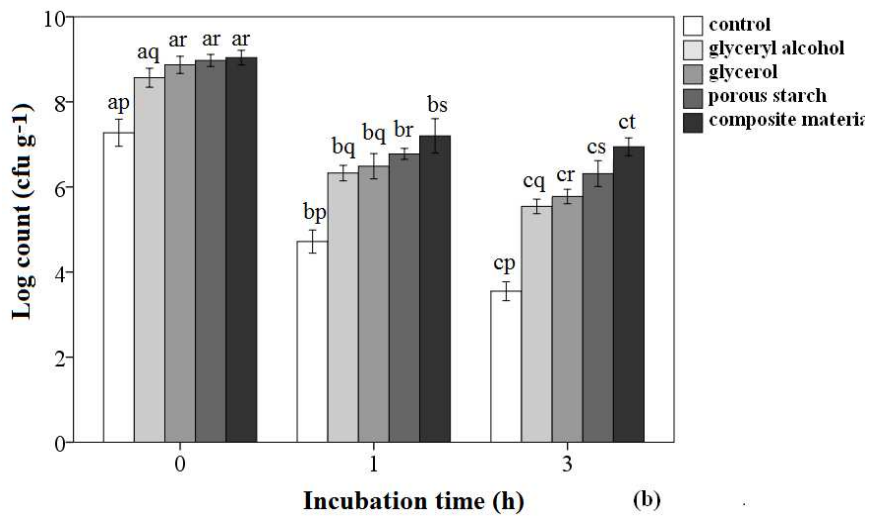 Log count (cfu g-1)
10
8
6
4
2
0
ap
aq
ar
ar
ar
bp
bq
bq
br
bs
cp
cq
cr
cs
ct
0
1
3
Incubation time (h)
(b)
control
glyceryl alcohol
glycerol
porous starch
composite materia